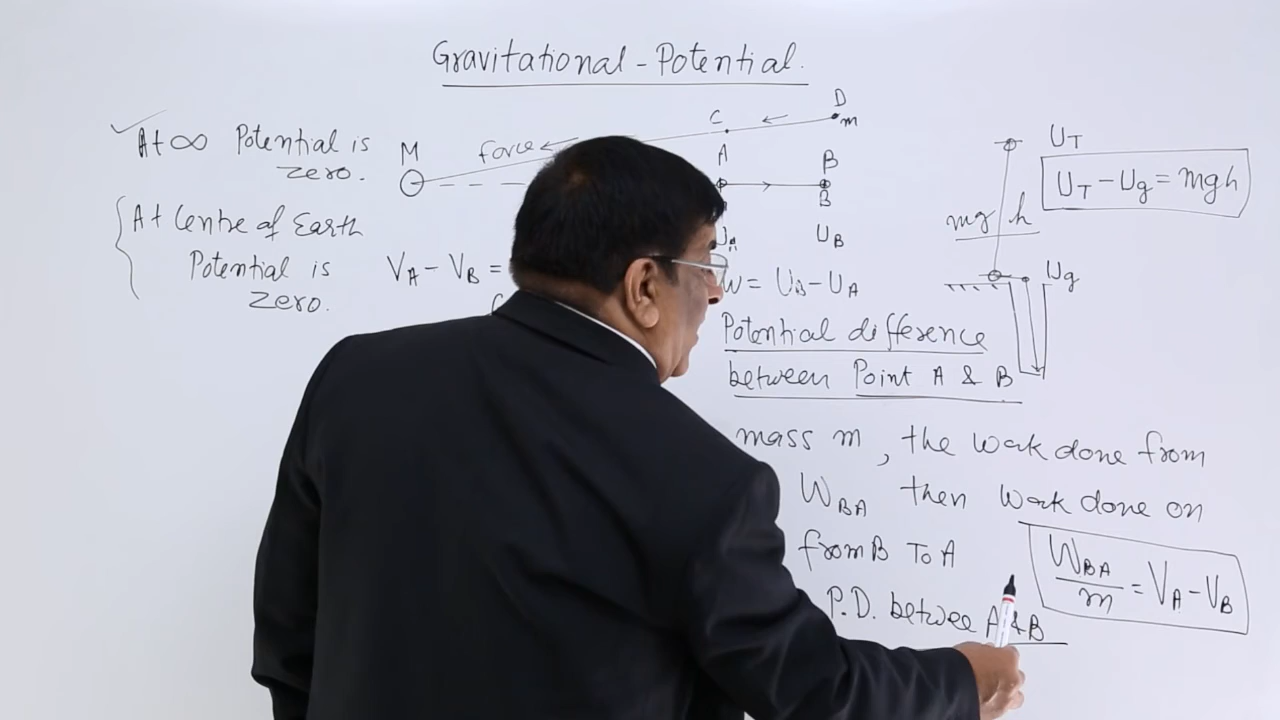 Gravitational - Potential.
✓ At ∞ Potential is
zero.
{ At Centre of Earth
Potential is
zero.
M
force
C
D
m
A
B
B
U_B
V_A - V_B =
W = U_B - U_A
Potential difference
between Point A & B
mass m, the work done from
W_BA then work done on
from B To A
P.D. betwee A & B
W_BA / m = V_A - V_B
U_T
U_T - U_g = mgh
mg h
U_g